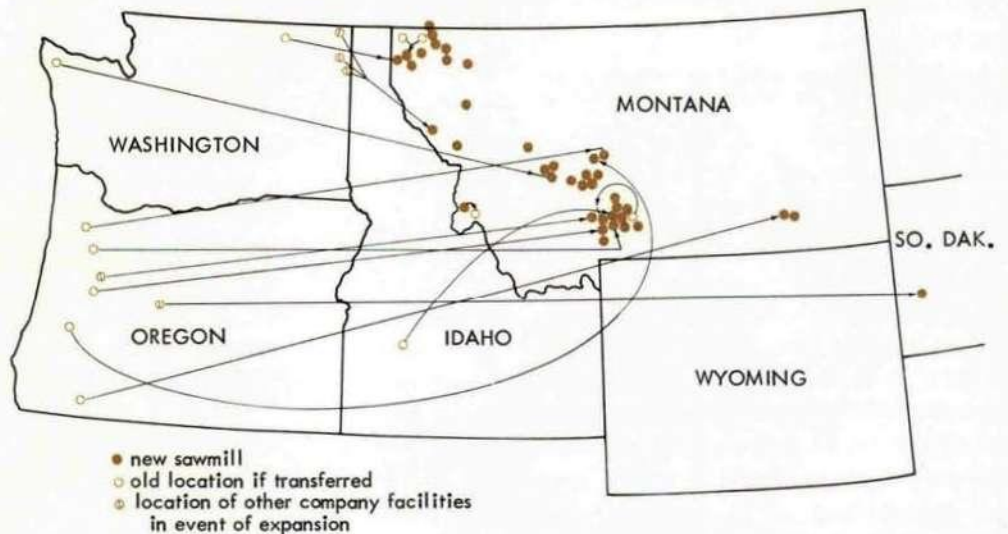 MONTANA
WASHINGTON
SO. DAK.
OREGON
IDAHO
WYOMING
new sawmill
old location if transferred
location of other company facilities
in event of expansion